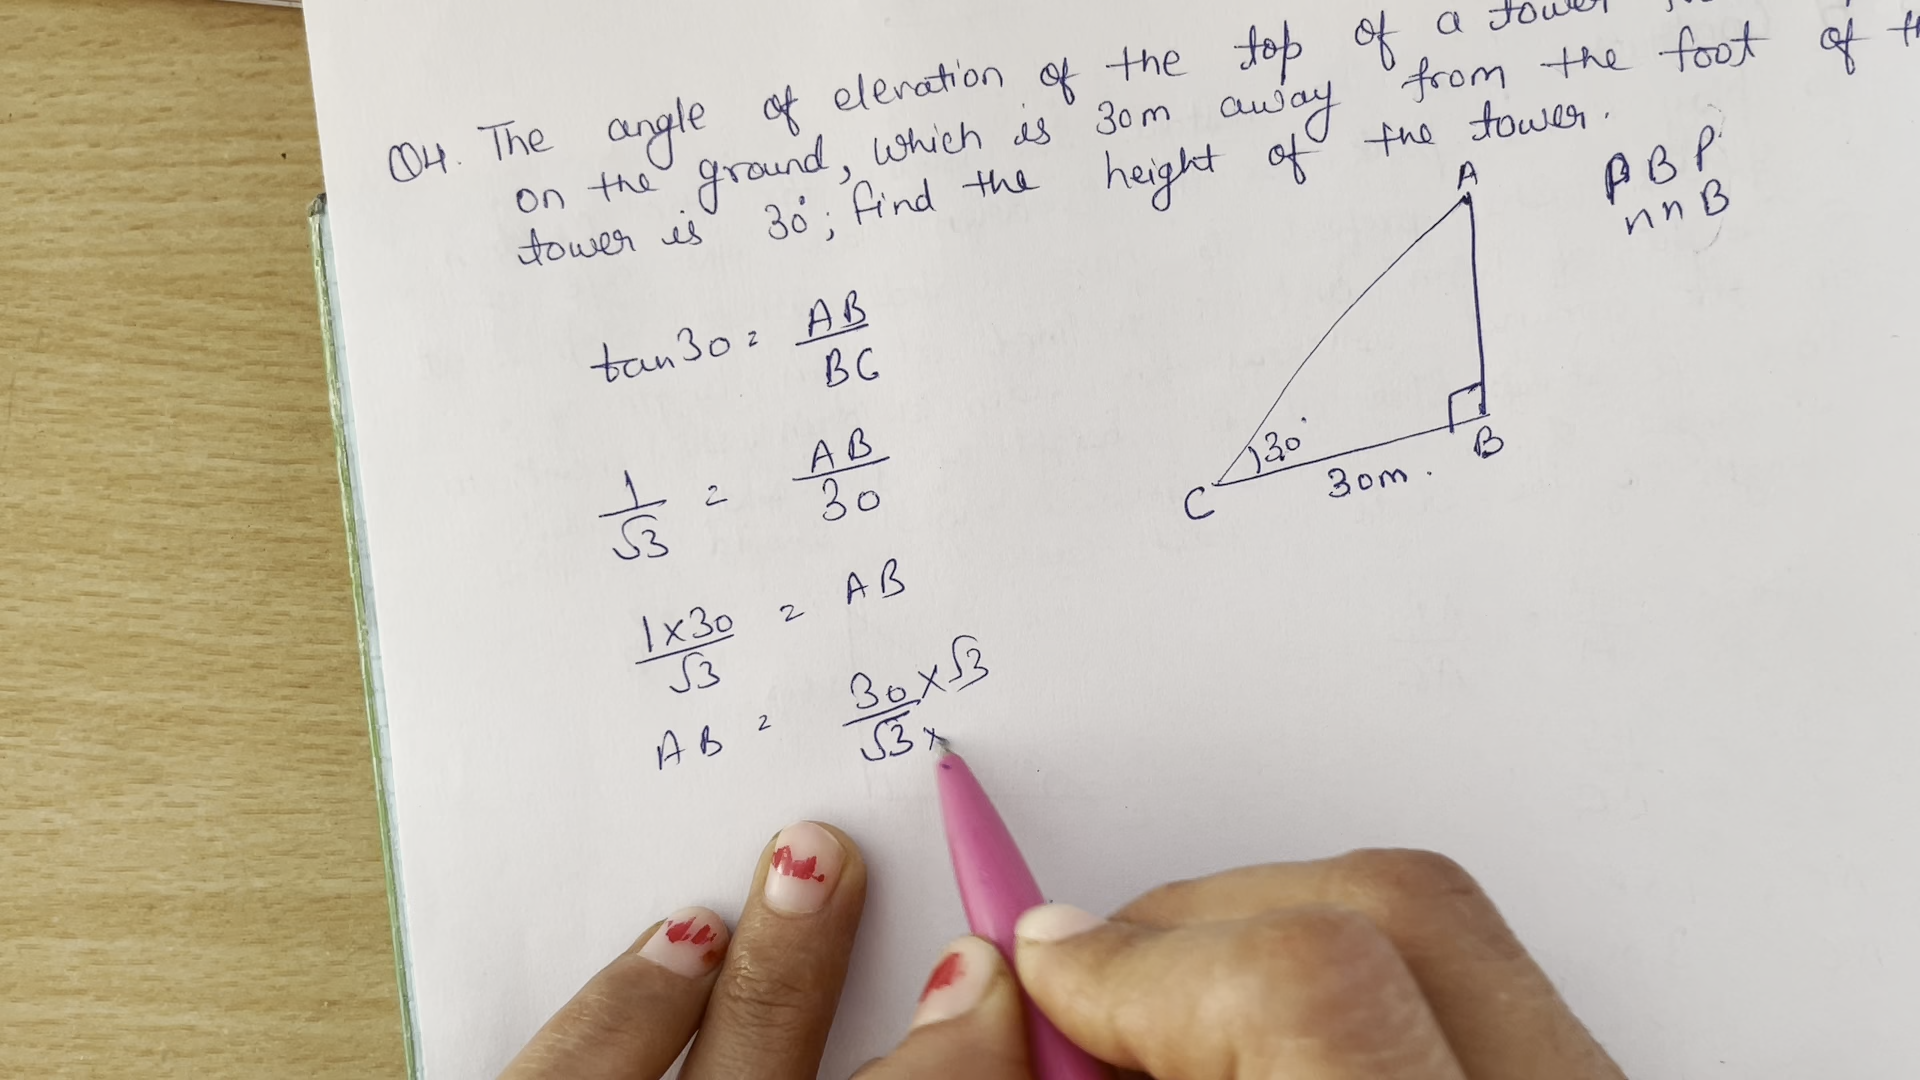 Q4. The angle of elevation of the top of a tower
on the ground, which is 30m away from the foot of
tower is 30°; find the height of the tower.
tan30 = AB/BC
1/√3 = AB/30
1×30/√3 = AB
AB = 30×√3/√3×
A
30°
30m.
B
C
P B P
h h B